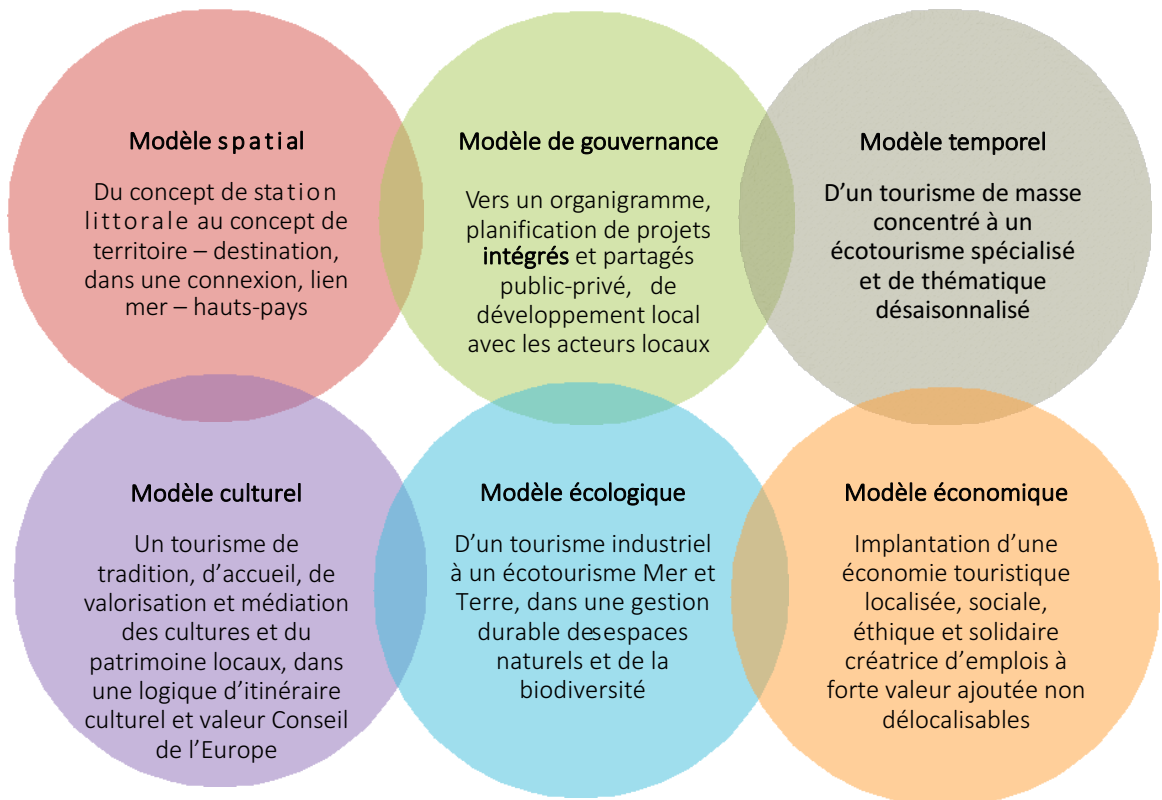 Modèle spatial
Du concept de station
littorale au concept de
territoire – destination,
dans une connexion, lien
mer – hauts-pays
Modèle de gouvernance
Vers un organigramme,
planification de projets
intégrés et partagés
public-privé, de
développement local
avec les acteurs locaux
Modèle temporel
D'un tourisme de masse
concentré à un
écotourisme spécialisé
et de thématique
désaisonnalisé
Modèle culturel
Un tourisme de
tradition, d'accueil, de
valorisation et médiation
des cultures et du
patrimoine locaux, dans
une logique d'itinéraire
culturel et valeur Conseil
de l'Europe
Modèle écologique
D'un tourisme industriel
à un écotourisme Mer et
Terre, dans une gestion
durable desespaces
naturels et de la
biodiversité
Modèle économique
Implantation d'une
économie touristique
localisée, sociale,
éthique et solidaire
créatrice d'emplois à
forte valeur ajoutée non
délocalisables